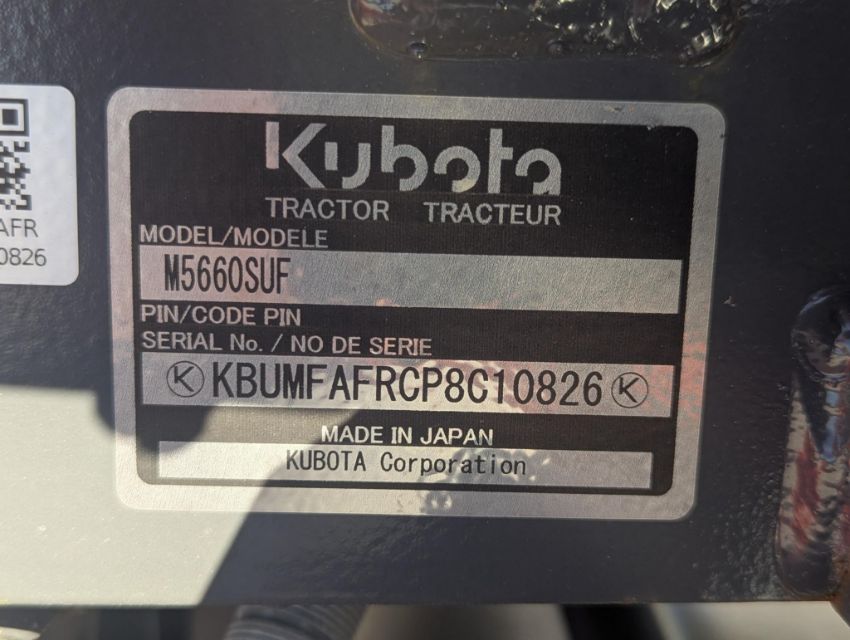 Kubota
TRACTOR TRACTEUR
MODEL/MODELE
M5660SUF
PIN/CODE PIN
SERIAL No. / NO DE SERIE
KBUMFAFRCP8C10826
MADE IN JAPAN
KUBOTA Corporation
AFR
0826